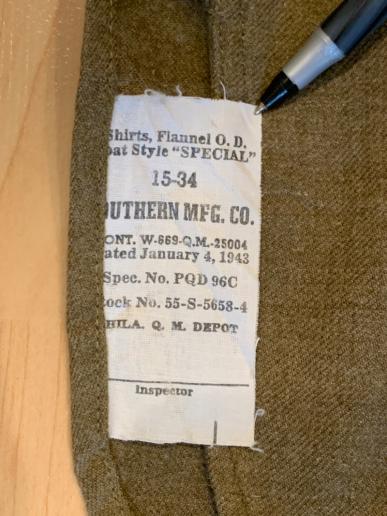 Shirts, Flannel O. D.
oat Style "SPECIAL"
15-34
OUTHERN MFG. CO.
ONT. W-669-Q.M.-25004
ated January 4, 1943
Spec. No. PQD 96C
ock No. 55-S-5658-4
HILA. Q. M. DEPOT
Inspector